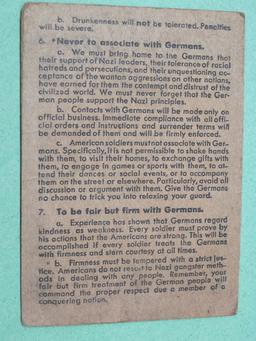 b. Drunkenness will not be tolerated. Penalties
will be severe.
6. *Never to associate with Germans.
a. We must bring home to the Germans that
their support of Nazi leaders, their tolerance of racial
hatreds and persecutions, and their unquestioning ac-
ceptance of the wanton aggressions on other nations,
have earned for them the contempt and distrust of the
civilized world. We must never forget that the Ger-
man people support the Nazi principles.
b. Contacts with Germans will be made only on
official business. Immediate compliance with all offi-
cial orders and instructions and surrender terms will
be demanded of them and will be firmly enforced.
c. American soldiers must not associate with Ger-
mans. Specifically, it is not permissible to shake hands
with them, to visit their homes, to exchange gifts with
them, to engage in games or sports with them, to at-
tend their dances or social events, or to accompany
them on the street or elsewhere. Particularly, avoid all
discussion or argument with them. Give the Germans
no chance to trick you into relaxing your guard.
7. To be fair but firm with Germans.
a. Experience has shown that Germans regard
kindness as weakness. Every soldier must prove by
his actions that the Americans are strong. This will be
accomplished if every soldier treats the Germans
with firmness and stern courtesy at all times.
b. Firmness must be tempered with a strict jus-
tice. Americans do not resort to Nazi gangster meth-
ods in dealing with any people. Remember, your
fair but firm treatment of the German people will
command the proper respect due a member of a
conquering nation.